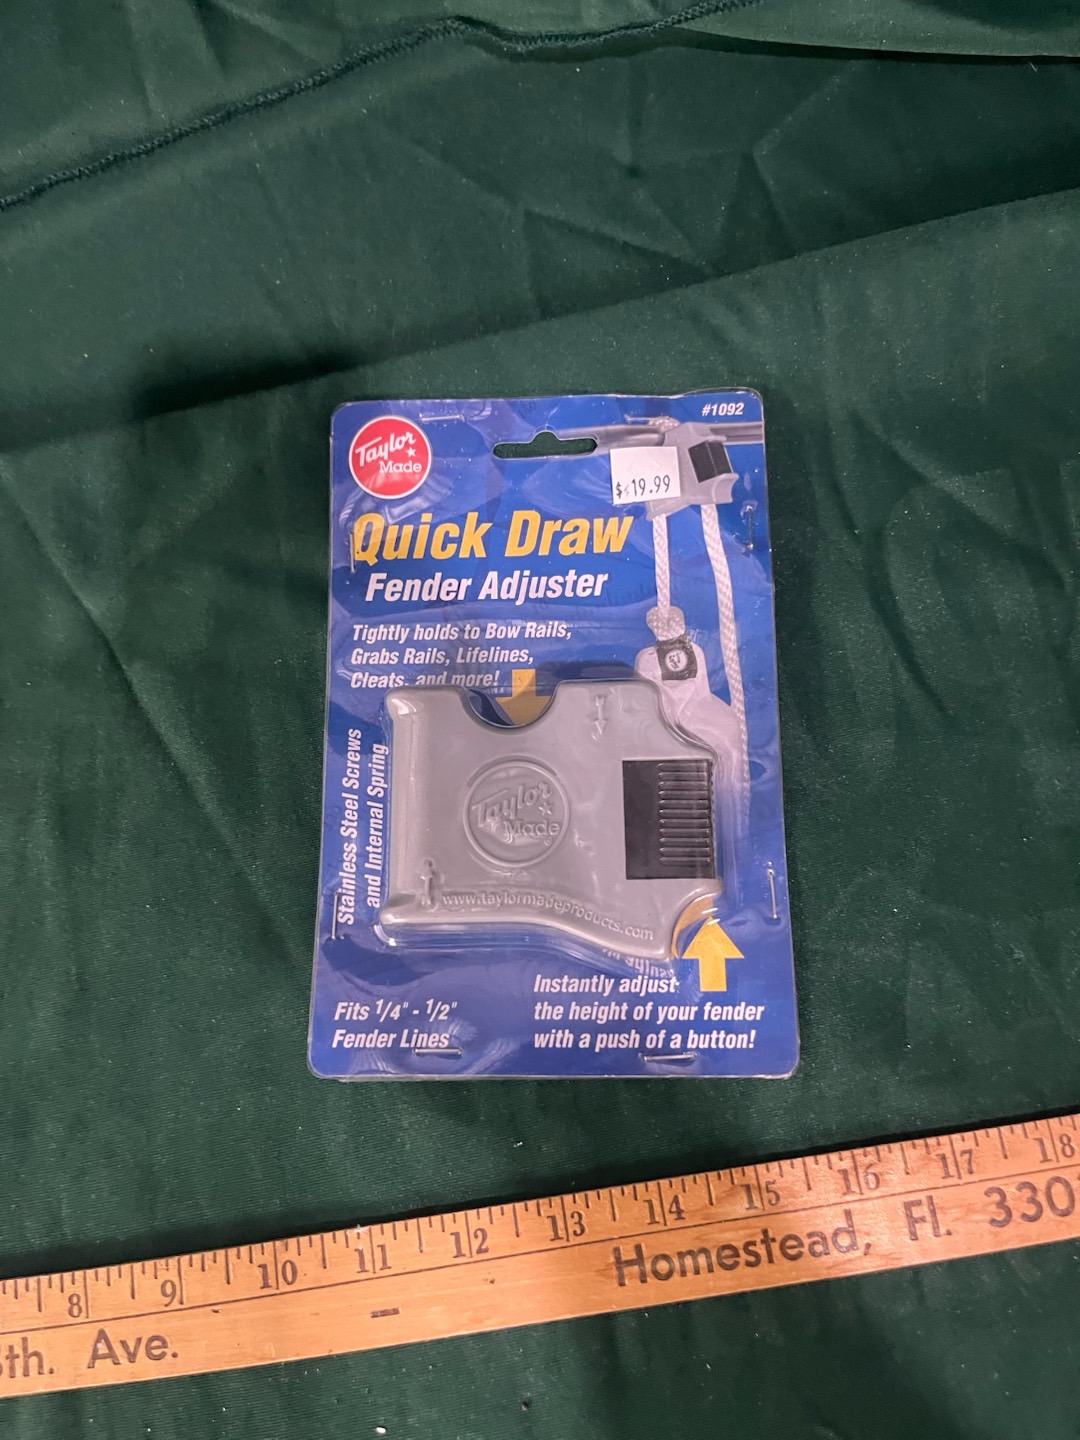 #1092
Taylor
Made
$19.99
Quick Draw
Fender Adjuster
Tightly holds to Bow Rails,
Grabs Rails, Lifelines,
Cleats, and more!
Stainless Steel Screws
and Internal Spring
Taylor
Made
www.taylormadeproducts.com
Instantly adjust
the height of your fender
with a push of a button!
Fits 1/4" - 1/2"
Fender Lines
8 9 10 11 12 13 14 15 16 17 18
th. Ave. Homestead, Fl. 330